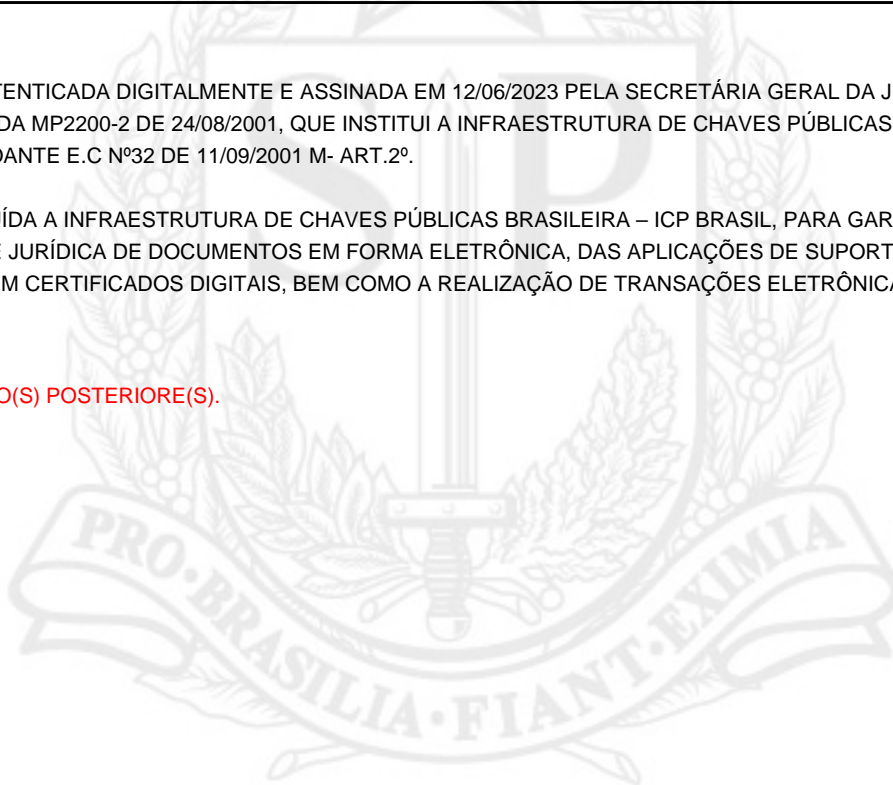 TENTICADA DIGITALMENTE E ASSINADA EM 12/06/2023 PELA SECRETÁRIA GERAL DA J
DA MP2200-2 DE 24/08/2001, QUE INSTITUI A INFRAESTRUTURA DE CHAVES PÚBLICAS
DANTE E.C Nº32 DE 11/09/2001 M- ART.2º.
UÍDA A INFRAESTRUTURA DE CHAVES PÚBLICAS BRASILEIRA – ICP BRASIL, PARA GAR
E JURÍDICA DE DOCUMENTOS EM FORMA ELETRÔNICA, DAS APLICAÇÕES DE SUPORT
M CERTIFICADOS DIGITAIS, BEM COMO A REALIZAÇÃO DE TRANSAÇÕES ELETRÔNICA
O(S) POSTERIORE(S).
SP
PRO·BRASILIA·FIANT·EXIMIA